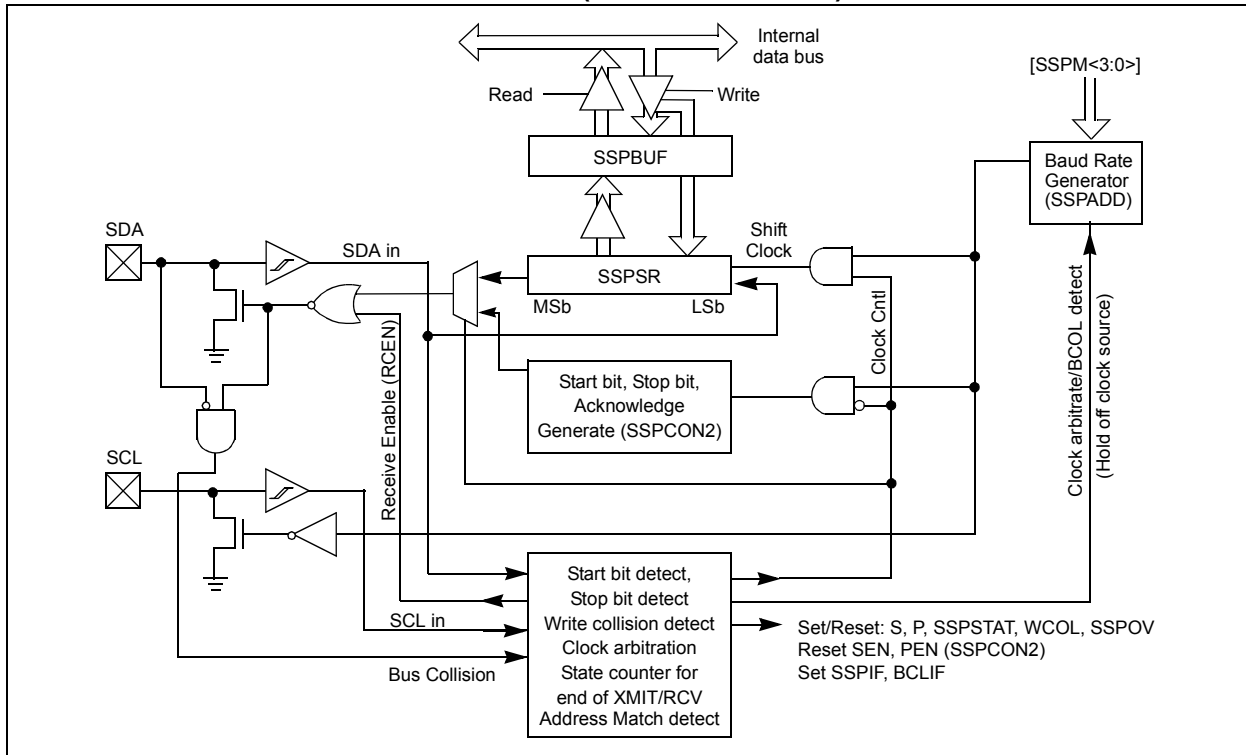 Internal
data bus
[SSPM<3:0>]
Read
Write
SSPBUF
Baud Rate
Generator
(SSPADD)
SDA
Shift
Clock
SDA in
SSPSR
MSb
LSb
Clock Cntl
Clock arbitrate/BCOL detect
(Hold off clock source)
Receive Enable (RCEN)
Start bit, Stop bit,
Acknowledge
Generate (SSPCON2)
SCL
Start bit detect,
Stop bit detect
Write collision detect
Clock arbitration
State counter for
end of XMIT/RCV
Address Match detect
SCL in
Bus Collision
Set/Reset: S, P, SSPSTAT, WCOL, SSPOV
Reset SEN, PEN (SSPCON2)
Set SSPIF, BCLIF